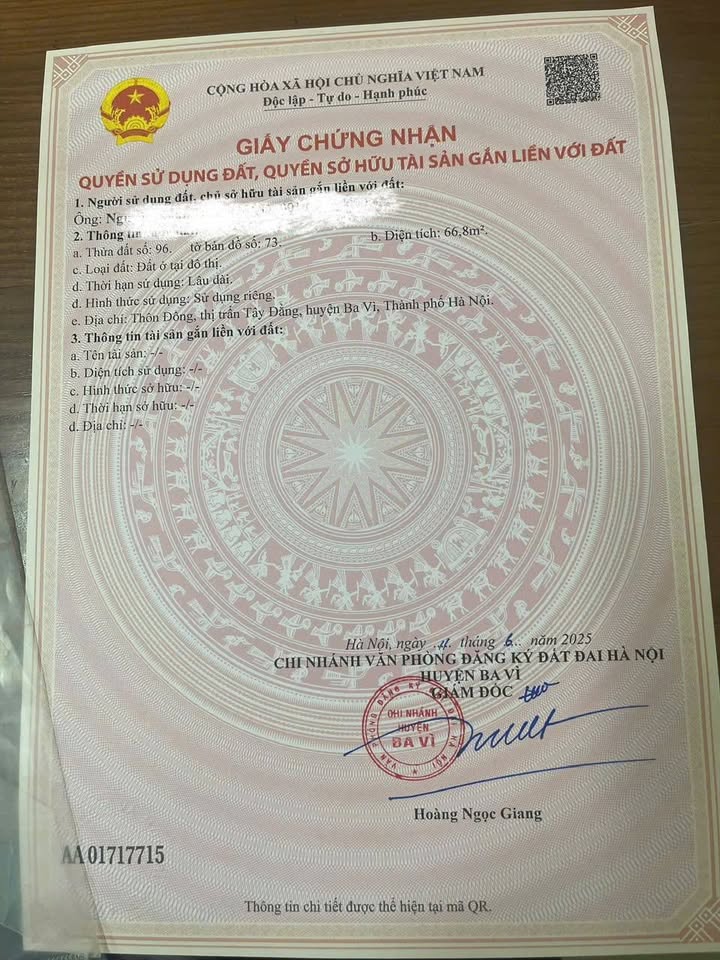 CỘNG HÒA XÃ HỘI CHỦ NGHĨA VIỆT NAM
Độc lập - Tự do - Hạnh phúc
GIẤY CHỨNG NHẬN
QUYỀN SỬ DỤNG ĐẤT, QUYỀN SỞ HỮU TÀI SẢN GẮN LIỀN VỚI ĐẤT
1. Người sử dụng đất, chủ sở hữu tài sản gắn liền với đất:
Ông:
2. Thông
a. Thửa đất số: 96. tờ bản đồ số: 73. b. Diện tích: 66,8m².
c. Loại đất: Đất ở tại đô thị.
d. Thời hạn sử dụng: Lâu dài.
đ. Hình thức sử dụng: Sử dụng riêng.
e. Địa chỉ: Thôn Đông, thị trấn Tây Đằng, huyện Ba Vì, Thành phố Hà Nội.
3. Thông tin tài sản gắn liền với đất:
a. Tên tài sản: -/-
b. Diện tích sử dụng: -/-
c. Hình thức sở hữu: -/-
d. Thời hạn sở hữu: -/-
đ. Địa chỉ: -/-
Hà Nội, ngày tháng 6 năm 2025
CHI NHÁNH VĂN PHÒNG ĐĂNG KÝ ĐẤT ĐAI HÀ NỘI
HUYỆN BA VÌ
GIÁM ĐỐC
VĂN PHÒNG ĐĂNG KÝ ĐẤT ĐAI HÀ NỘI
CHI NHÁNH
HUYỆN
BA VÌ
Hoàng Ngọc Giang
AA 01717715
Thông tin chi tiết được thể hiện tại mã QR.